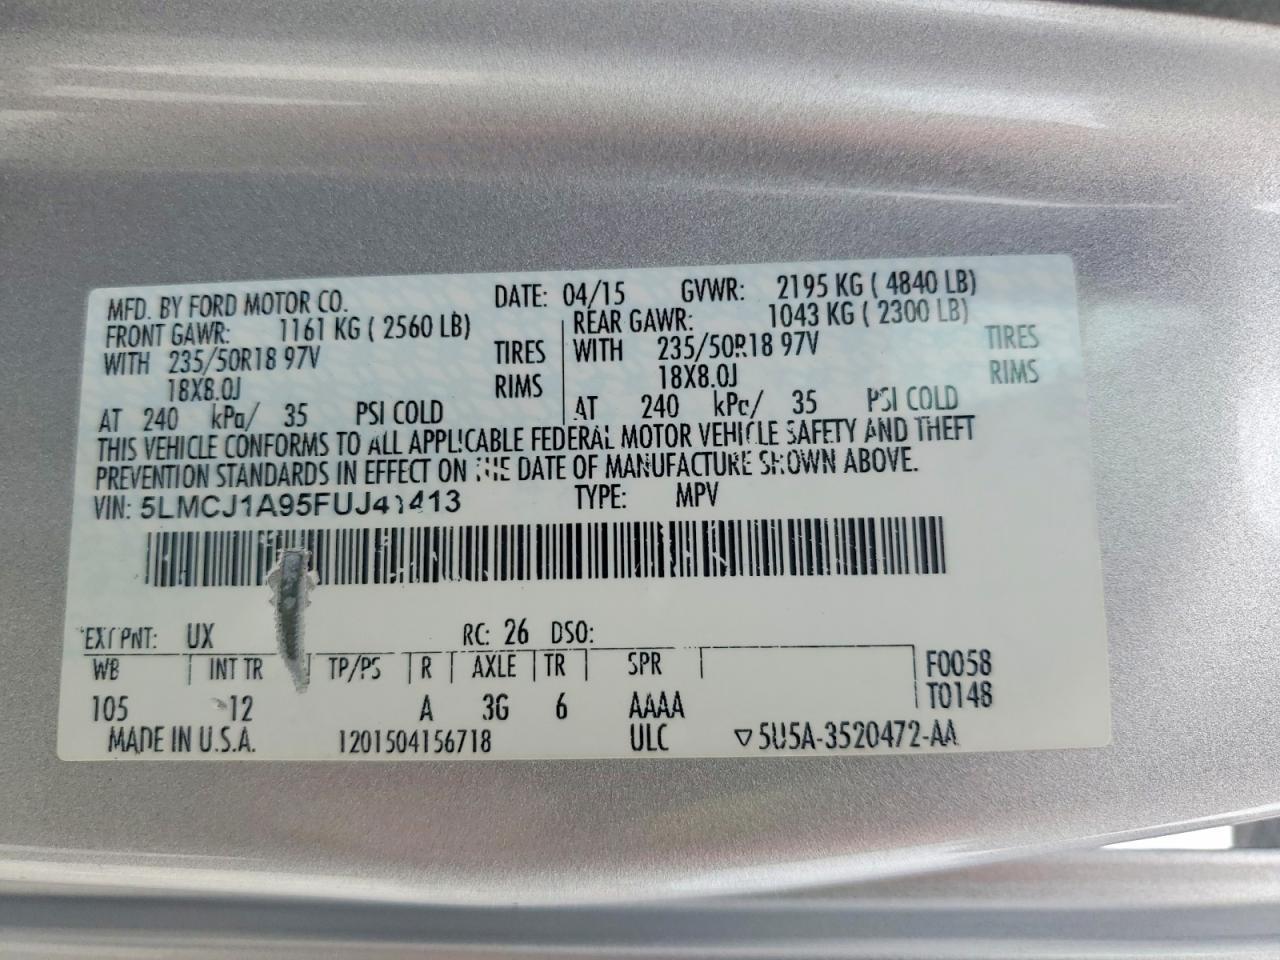 MFD. BY FORD MOTOR CO. DATE: 04/15 GVWR: 2195 KG ( 4840 LB)
FRONT GAWR: 1161 KG ( 2560 LB) REAR GAWR: 1043 KG ( 2300 LB)
WITH 235/50R18 97V TIRES WITH 235/50R18 97V TIRES
18X8.0J RIMS 18X8.0J RIMS
AT 240 kPa/ 35 PSI COLD AT 240 kPa/ 35 PSI COLD
THIS VEHICLE CONFORMS TO ALL APPLICABLE FEDERAL MOTOR VEHICLE SAFETY AND THEFT
PREVENTION STANDARDS IN EFFECT ON THE DATE OF MANUFACTURE SHOWN ABOVE.
VIN: TYPE: MPV
EXT PNT: UX RC: 26 DSO:
WB INT TR TP/PS R AXLE TR SPR F0058
105 12 A 3G 6 AAAA T0148
MADE IN U.S.A. 1201504156718 ULC ▽5U5A-3520472-AA